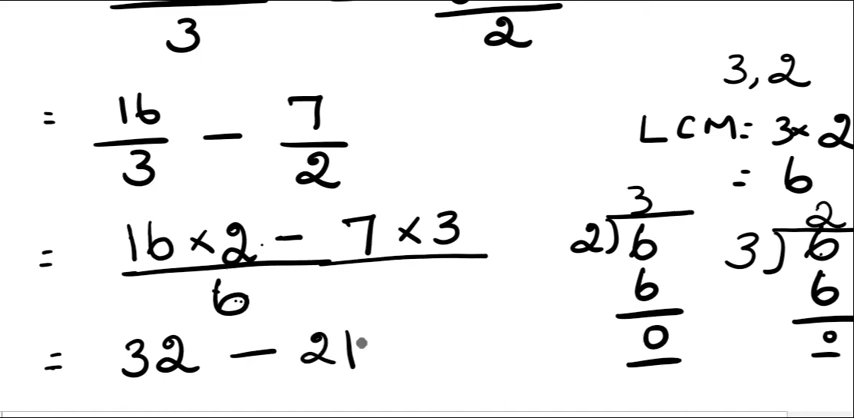 3 2
= 16/3 - 7/2
= 16 × 2 - 7 × 3 / 6
= 32 - 21
3, 2
LCM = 3 × 2
= 6
3
2) 6
6
0
2
3) 6
6
0